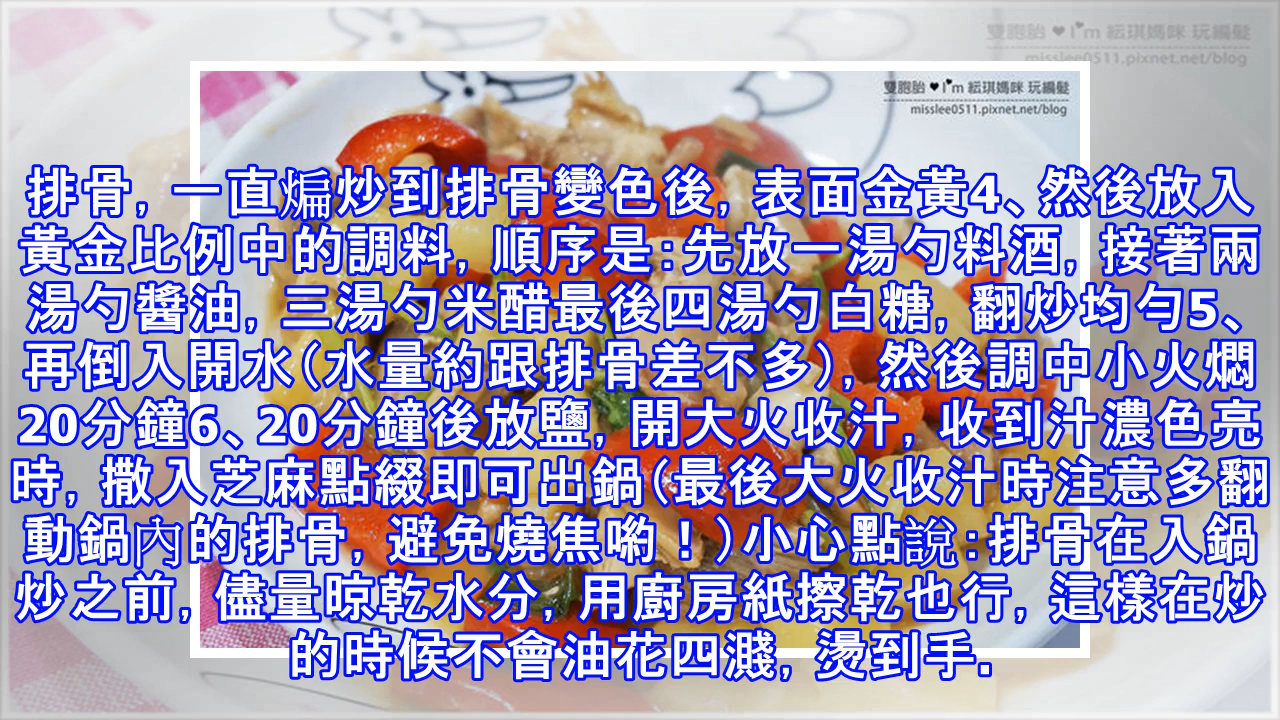 雙胞胎♥I'm 紜琪媽咪 玩編髮
misslee0511.pixnet.net/blog
雙胞胎♥I'm 紜琪媽咪 玩編髮
misslee0511.pixnet.net/blog
排骨, 一直煸炒到排骨變色後, 表面金黃4、然後放入
黃金比例中的調料, 順序是:先放一湯勺料酒, 接著兩
湯勺醬油, 三湯勺米醋最後四湯勺白糖, 翻炒均勻5、
再倒入開水(水量約跟排骨差不多), 然後調中小火燜
20分鐘6、20分鐘後放鹽, 開大火收汁, 收到汁濃色亮
時, 撒入芝麻點綴即可出鍋(最後大火收汁時注意多翻
動鍋內的排骨, 避免燒焦喲！)小心點說:排骨在入鍋
炒之前, 儘量晾乾水分, 用廚房紙擦乾也行, 這樣在炒
的時候不會油花四濺, 燙到手.